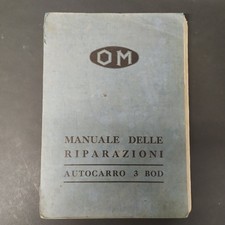 OM
MANUALE DELLE
RIPARAZIONI
AUTOCARRO 3 BOD